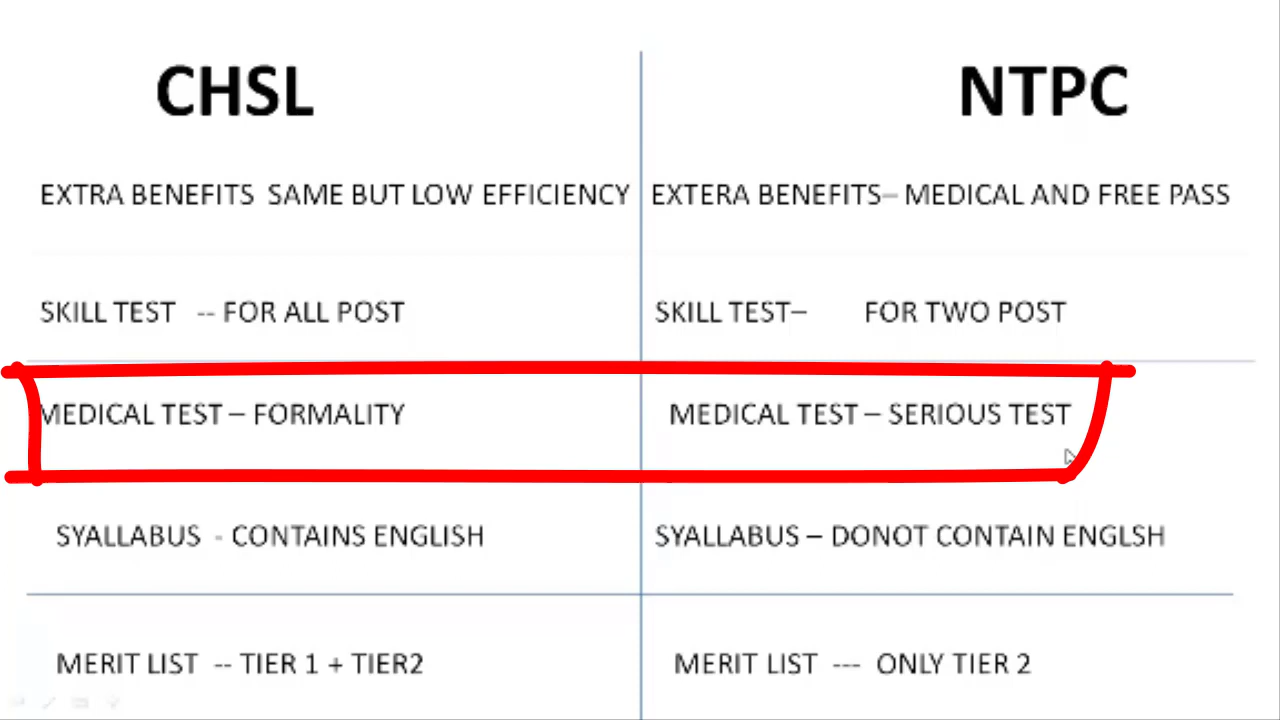 CHSL NTPC
EXTRA BENEFITS SAME BUT LOW EFFICIENCY EXTERA BENEFITS– MEDICAL AND FREE PASS
SKILL TEST -- FOR ALL POST SKILL TEST– FOR TWO POST
MEDICAL TEST – FORMALITY MEDICAL TEST – SERIOUS TEST
SYALLABUS - CONTAINS ENGLISH SYALLABUS – DONOT CONTAIN ENGLSH
MERIT LIST -- TIER 1 + TIER2 MERIT LIST --- ONLY TIER 2